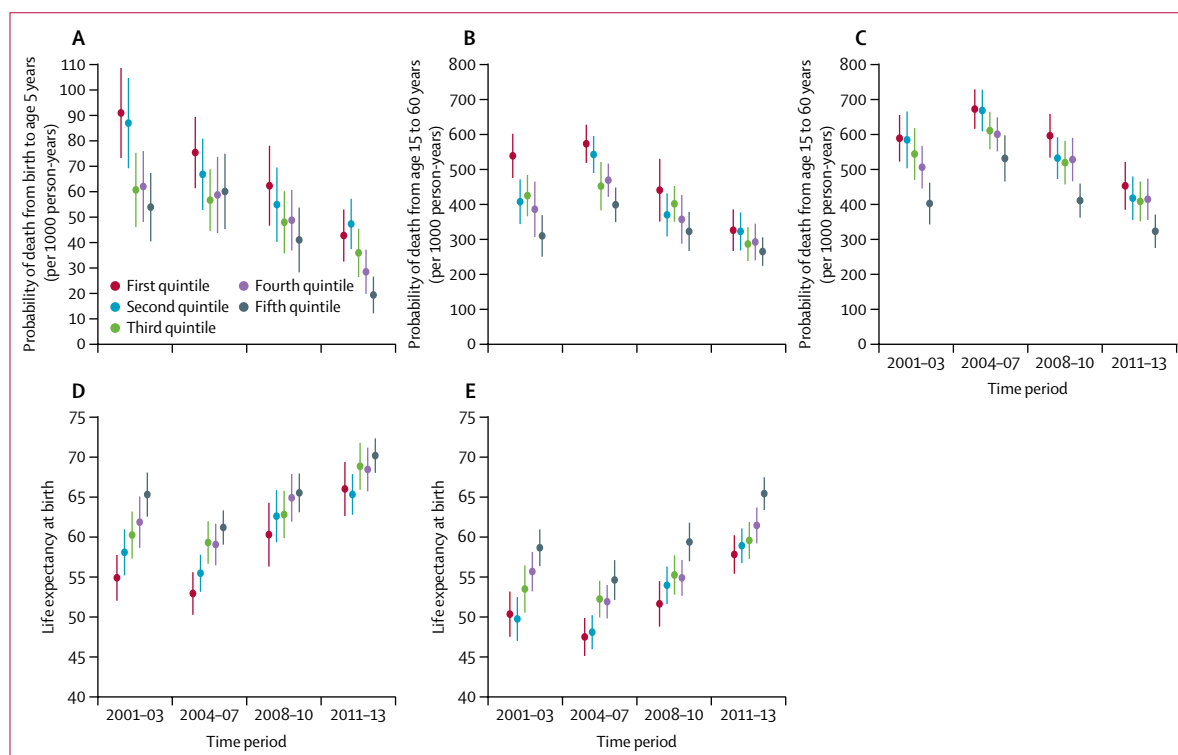 A
B
C
Probability of death from birth to age 5 years
(per 1000 person-years)
110
100
90
80
70
60
50
40
30
20
10
0
First quintile
Second quintile
Third quintile
Fourth quintile
Fifth quintile
Probability of death from age 15 to 60 years
(per 1000 person-years)
800
700
600
500
400
300
200
100
0
Probability of death from age 15 to 60 years
(per 1000 person-years)
800
700
600
500
400
300
200
100
0
2001–03
2004–07
2008–10
2011–13
Time period
D
E
Life expectancy at birth
75
70
65
60
55
50
45
40
2001–03
2004–07
2008–10
2011–13
Time period
Life expectancy at birth
75
70
65
60
55
50
45
40
2001–03
2004–07
2008–10
2011–13
Time period